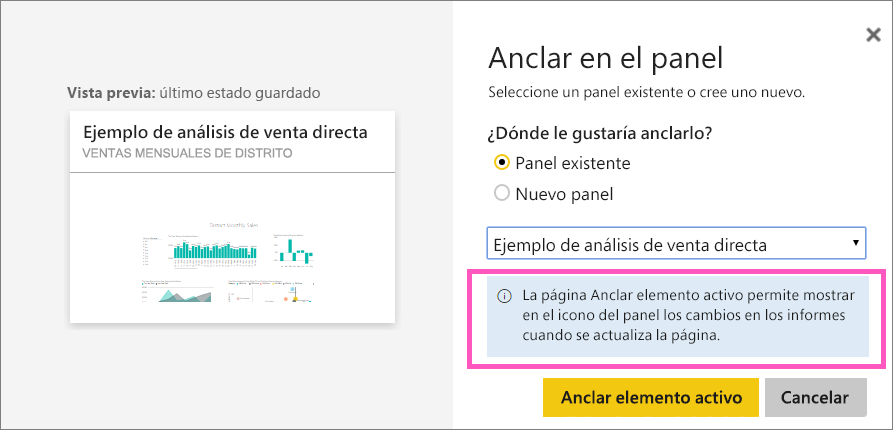 Vista previa: último estado guardado
Ejemplo de análisis de venta directa
VENTAS MENSUALES DE DISTRITO
District Monthly Sales
Anclar en el panel
Seleccione un panel existente o cree uno nuevo.
¿Dónde le gustaría anclarlo?
Panel existente
Nuevo panel
Ejemplo de análisis de venta directa
La página Anclar elemento activo permite mostrar
en el icono del panel los cambios en los informes
cuando se actualiza la página.
Anclar elemento activo
Cancelar